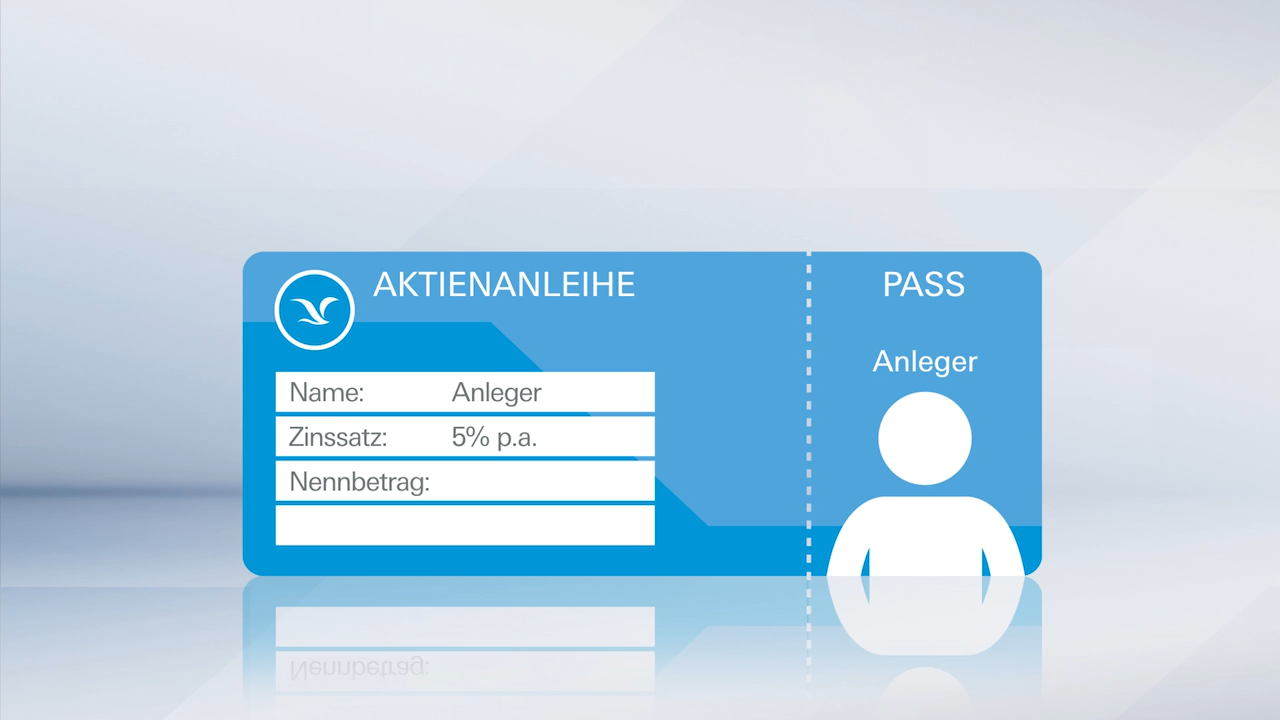 AKTIENANLEIHE
PASS
Name: Anleger
Zinssatz: 5% p.a.
Nennbetrag:
Anleger